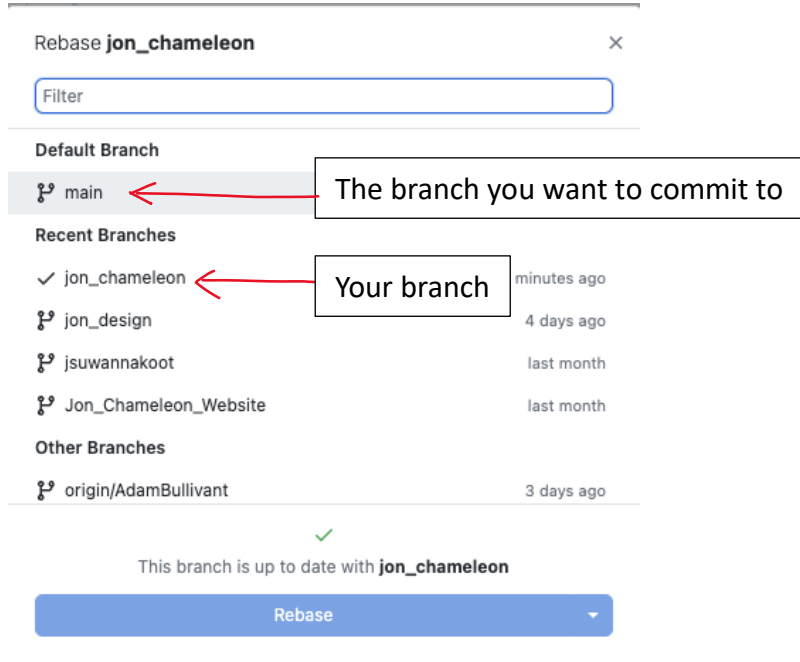 Rebase jon_chameleon
Filter
Default Branch
main
The branch you want to commit to
Recent Branches
jon_chameleon
Your branch
minutes ago
jon_design
4 days ago
jsuwannakoot
last month
Jon_Chameleon_Website
last month
Other Branches
origin/AdamBullivant
3 days ago
This branch is up to date with jon_chameleon
Rebase